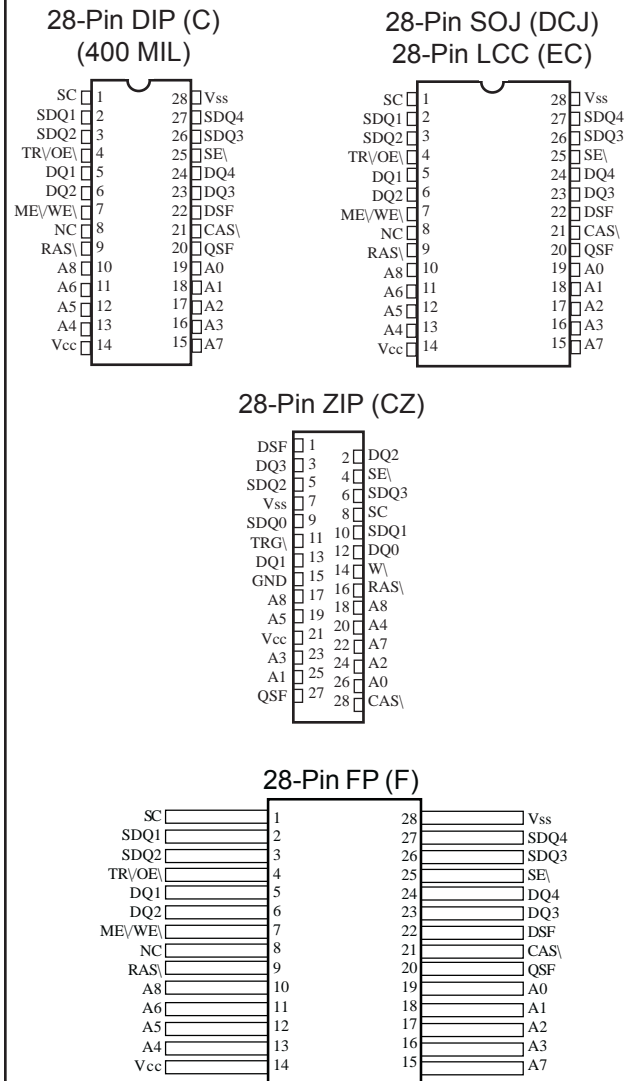 28-Pin DIP (C)
(400 MIL)
SC 1 28 Vss
SDQ1 2 27 SDQ4
SDQ2 3 26 SDQ3
TR\/OE\ 4 25 SE\
DQ1 5 24 DQ4
DQ2 6 23 DQ3
ME\/WE\ 7 22 DSF
NC 8 21 CAS\
RAS\ 9 20 QSF
A8 10 19 A0
A6 11 18 A1
A5 12 17 A2
A4 13 16 A3
Vcc 14 15 A7
28-Pin SOJ (DCJ)
28-Pin LCC (EC)
SC 1 28 Vss
SDQ1 2 27 SDQ4
SDQ2 3 26 SDQ3
TR\/OE\ 4 25 SE\
DQ1 5 24 DQ4
DQ2 6 23 DQ3
ME\/WE\ 7 22 DSF
NC 8 21 CAS\
RAS\ 9 20 QSF
A8 10 19 A0
A6 11 18 A1
A5 12 17 A2
A4 13 16 A3
Vcc 14 15 A7
28-Pin ZIP (CZ)
DSF 1
2 DQ2
DQ3 3
4 SE\
SDQ2 5
6 SDQ3
Vss 7
8 SC
SDQ0 9
10 SDQ1
TRG\ 11
12 DQ0
DQ1 13
14 W\
GND 15
16 RAS\
A8 17
18 A8
A5 19
20 A4
Vcc 21
22 A7
A3 23
24 A2
A1 25
26 A0
QSF 27
28 CAS\
28-Pin FP (F)
SC 1 28 Vss
SDQ1 2 27 SDQ4
SDQ2 3 26 SDQ3
TR\/OE\ 4 25 SE\
DQ1 5 24 DQ4
DQ2 6 23 DQ3
ME\/WE\ 7 22 DSF
NC 8 21 CAS\
RAS\ 9 20 QSF
A8 10 19 A0
A6 11 18 A1
A5 12 17 A2
A4 13 16 A3
Vcc 14 15 A7